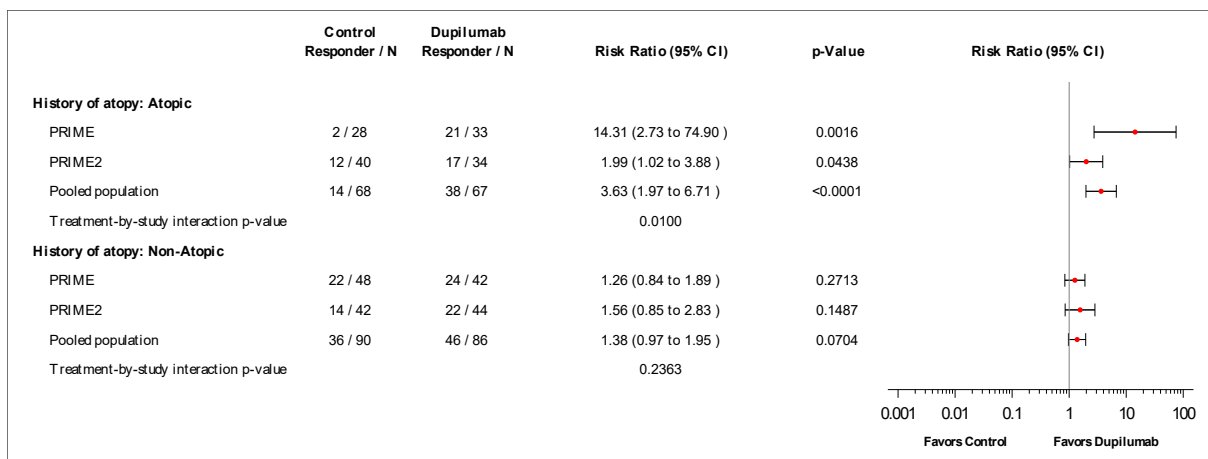 Control Dupilumab
Responder / N Responder / N Risk Ratio (95% CI) p-Value Risk Ratio (95% CI)
History of atopy: Atopic
PRIME 2 / 28 21 / 33 14.31 (2.73 to 74.90 ) 0.0016
PRIME2 12 / 40 17 / 34 1.99 (1.02 to 3.88 ) 0.0438
Pooled population 14 / 68 38 / 67 3.63 (1.97 to 6.71 ) <0.0001
Treatment-by-study interaction p-value 0.0100
History of atopy: Non-Atopic
PRIME 22 / 48 24 / 42 1.26 (0.84 to 1.89 ) 0.2713
PRIME2 14 / 42 22 / 44 1.56 (0.85 to 2.83 ) 0.1487
Pooled population 36 / 90 46 / 86 1.38 (0.97 to 1.95 ) 0.0704
Treatment-by-study interaction p-value 0.2363
0.001 0.01 0.1 1 10 100
Favors Control Favors Dupilumab